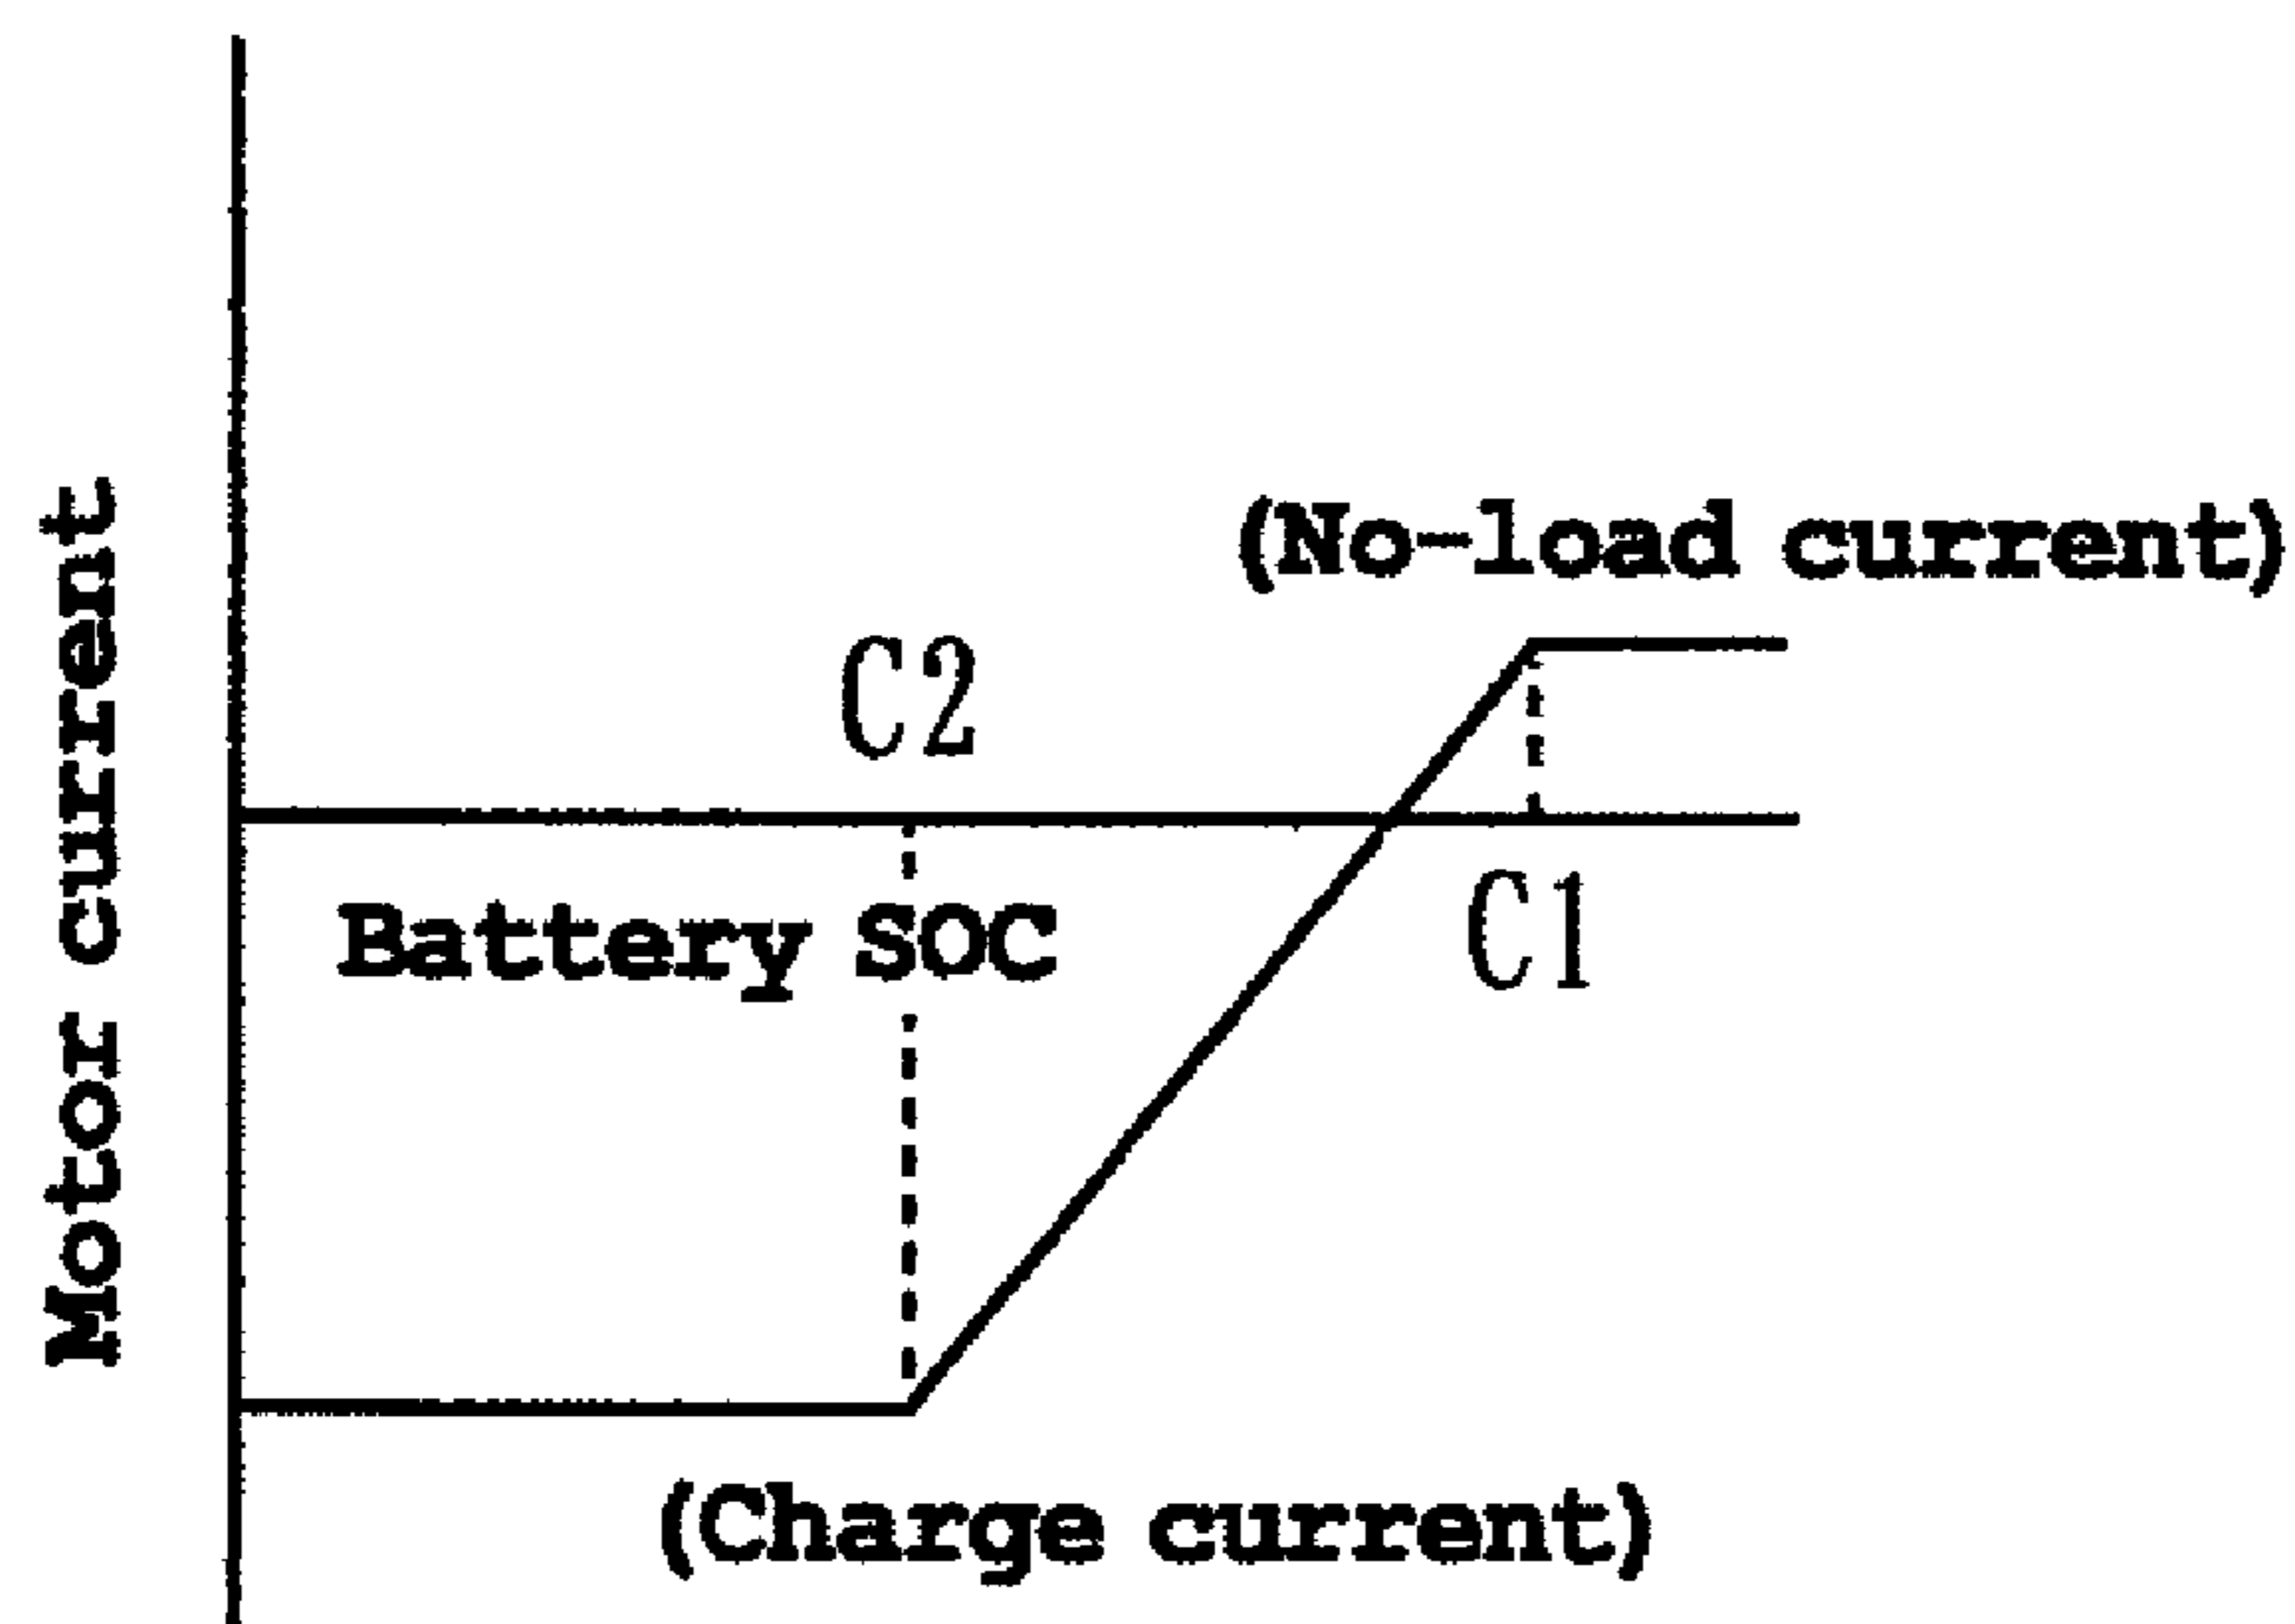 Motor current
(No-load current)
C2
Battery SOC
C1
(Charge current)